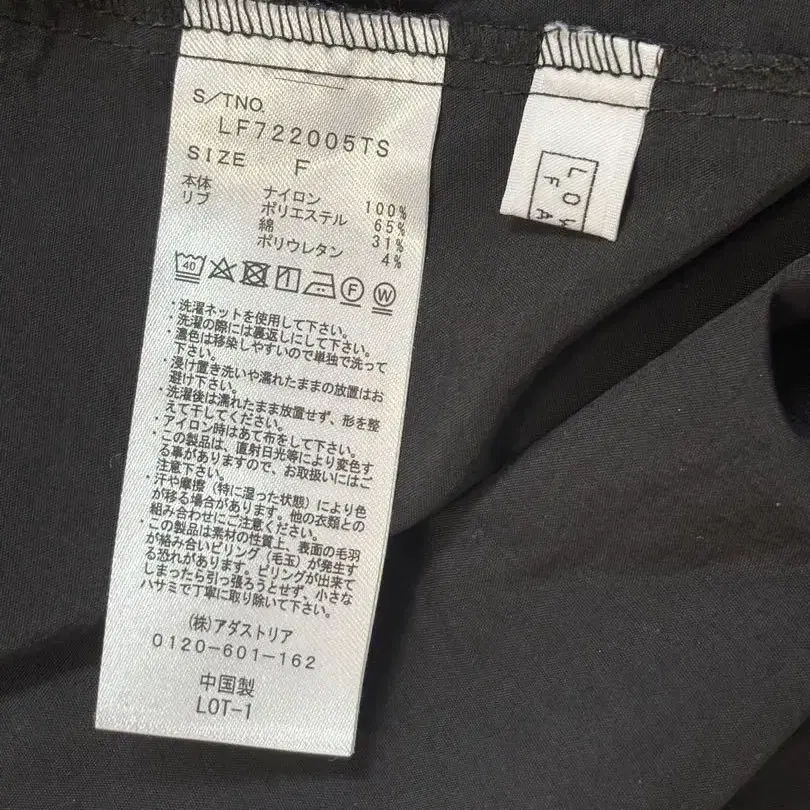 S/TNO.
LF722005TS
SIZE F
本体 ナイロン 100%
リブ ポリエステル 65%
綿 31%
ポリウレタン 4%
40 F W
・洗濯ネットを使用して下さい。
・洗濯の際には裏返しにして下さい。
・濃色は移染しやすいので単独で洗って
下さい。
・浸け置き洗いや濡れたままの放置はお
避け下さい。
・洗濯後は濡れたまま放置せず、形を整
えて干してください。
・アイロン時はあて布をして下さい。
・この製品は、直射日光等により変色す
る事がありますので、お取扱いにはご
注意下さい。
・汗や摩擦（特に湿った状態）により色
が移る場合があります。他の衣類との
組み合わせにご注意ください。
・この製品は素材の性質上、表面の毛羽
が絡み合いピリング（毛玉）が発生す
る恐れがあります。ピリングが出来て
しまったら引っ張ろうとせず、小さな
ハサミで丁寧に取り除いて下さい。
(株)アダストリア
0120-601-162
中国製
LOT-1
LOW
FA